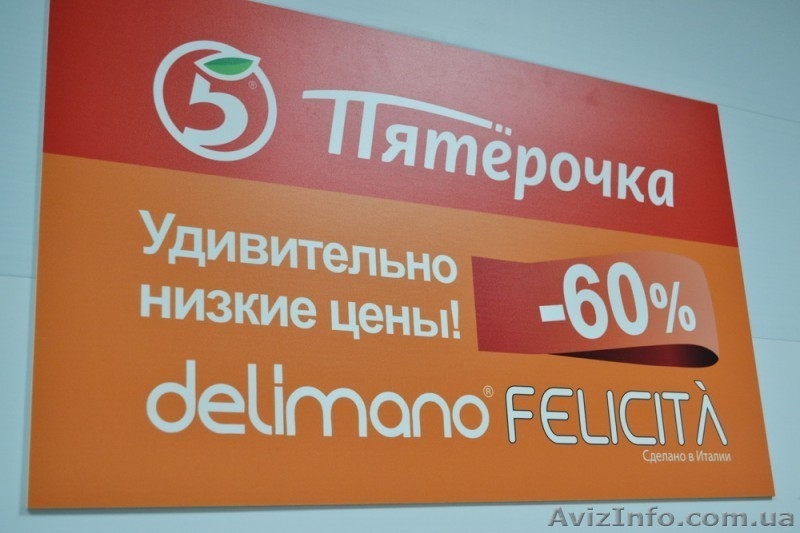 5®
Пятёрочка
Удивительно
низкие цены!
-60%
delimano® FELICITÀ
Сделано в Италии
AvizInfo.com.ua